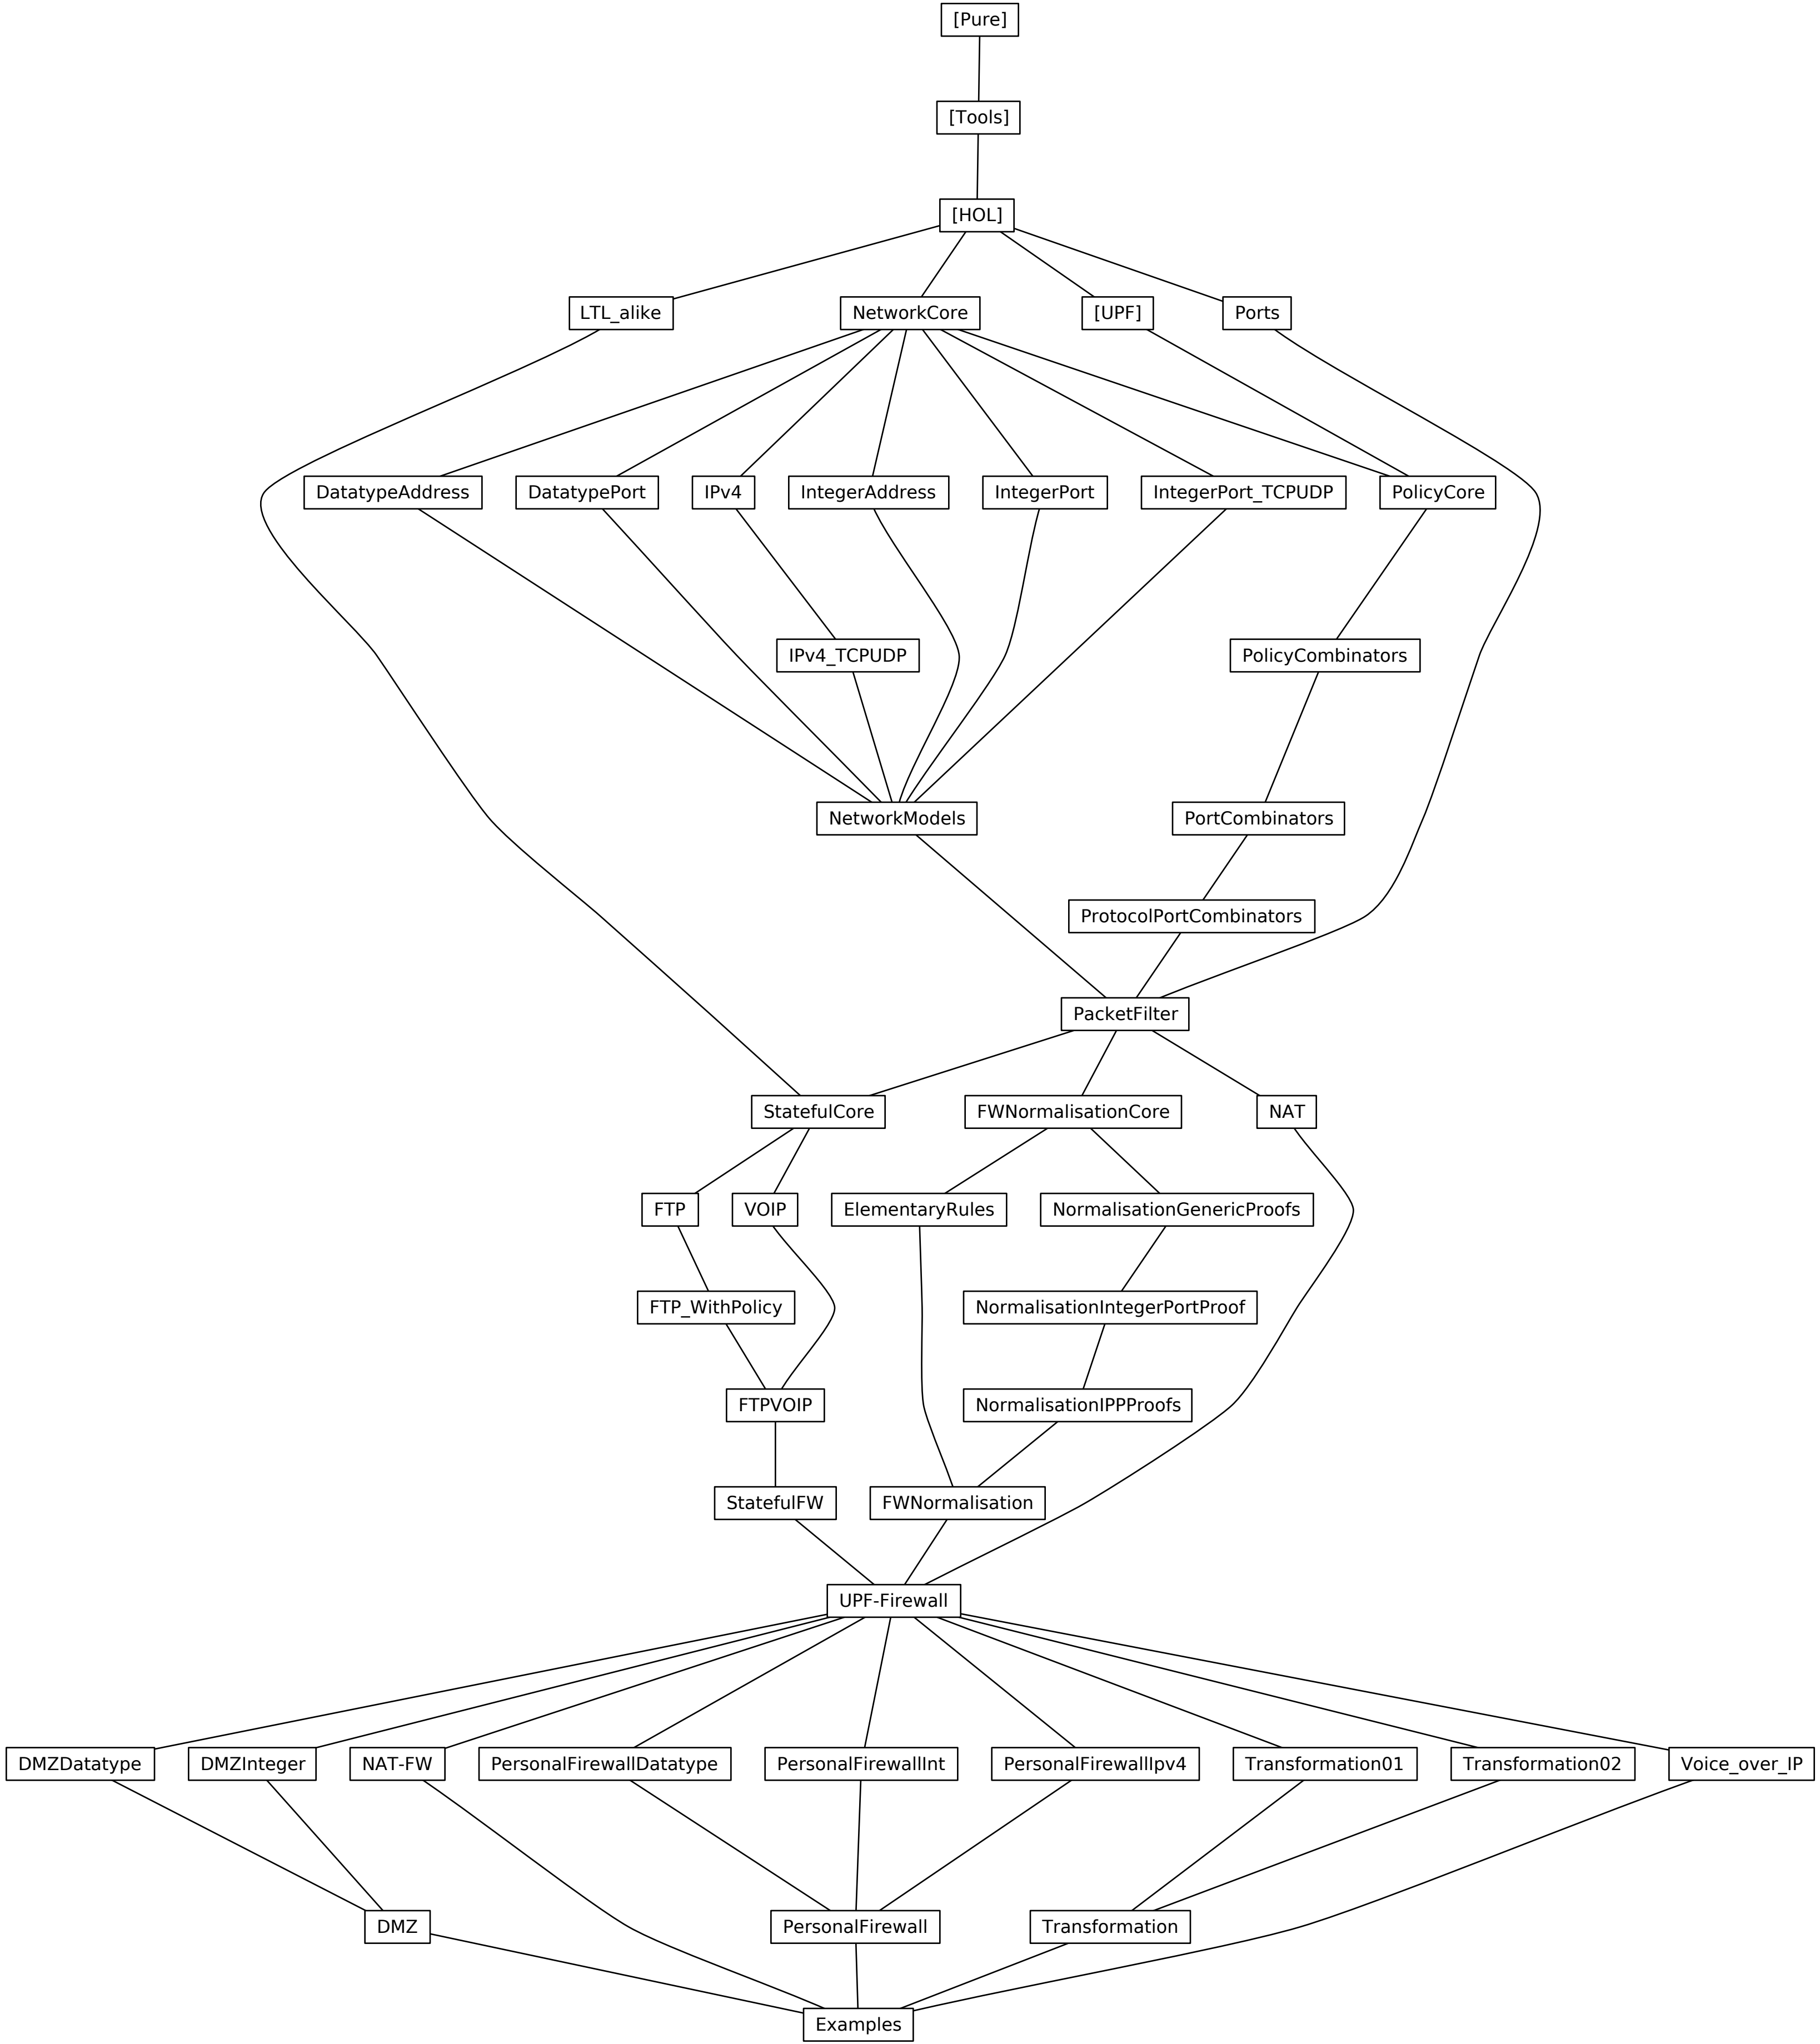 [Pure]
[Tools]
[HOL]
LTL_alike
NetworkCore
[UPF]
Ports
DatatypeAddress
DatatypePort
IPv4
IntegerAddress
IntegerPort
IntegerPort_TCPUDP
PolicyCore
IPv4_TCPUDP
PolicyCombinators
NetworkModels
PortCombinators
ProtocolPortCombinators
PacketFilter
StatefulCore
FWNormalisationCore
NAT
FTP
VOIP
ElementaryRules
NormalisationGenericProofs
FTP_WithPolicy
NormalisationIntegerPortProof
FTPVOIP
NormalisationIPPProofs
StatefulFW
FWNormalisation
UPF-Firewall
DMZDatatype
DMZInteger
NAT-FW
PersonalFirewallDatatype
PersonalFirewallInt
PersonalFirewallIpv4
Transformation01
Transformation02
Voice_over_IP
DMZ
PersonalFirewall
Transformation
Examples